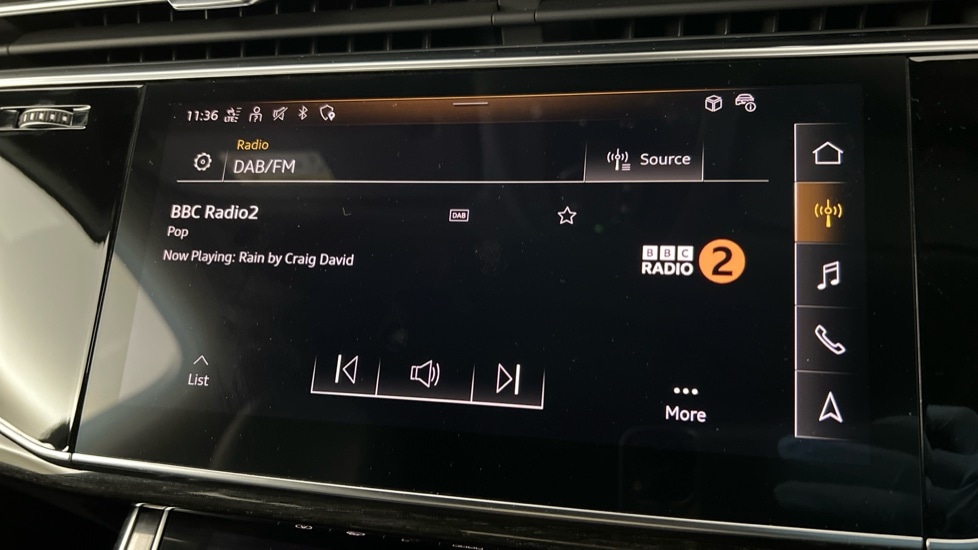 11:36 LTE
Radio
DAB/FM
Source
BBC Radio2
DAB
Pop
Now Playing: Rain by Craig David
BBC
RADIO 2
List
More